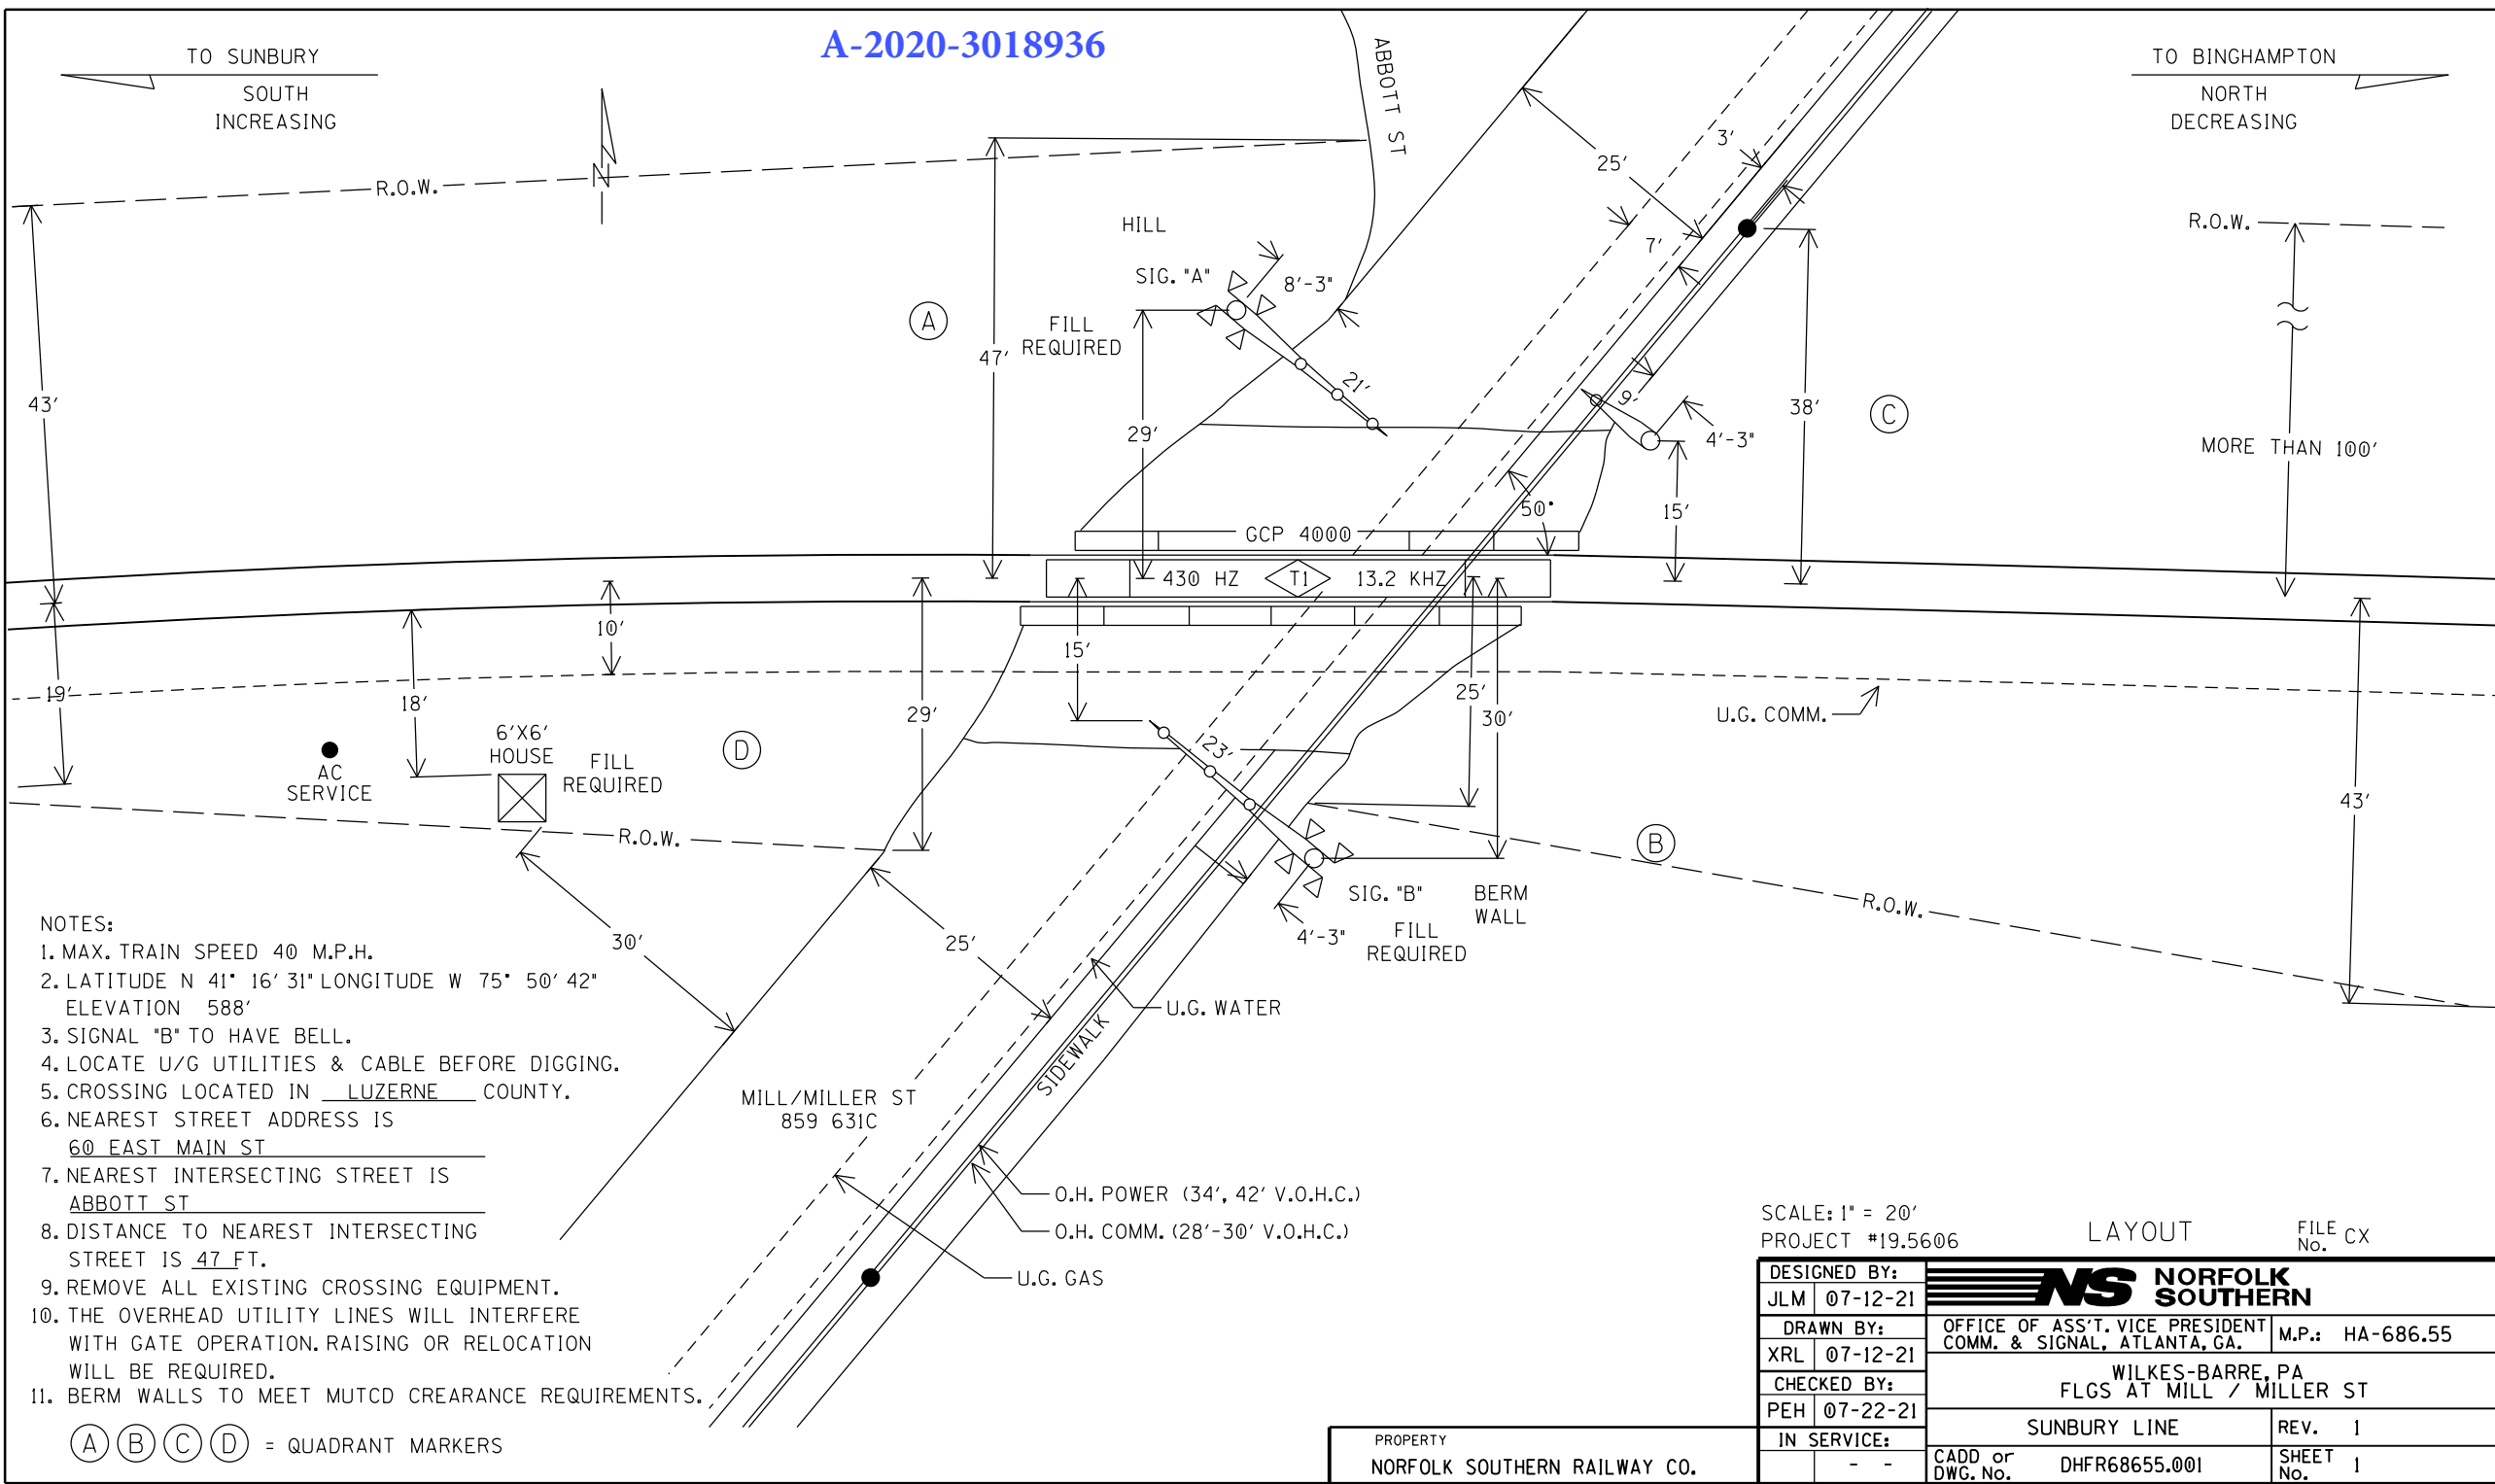 A-2020-3018936
TO SUNBURY
SOUTH
INCREASING
TO BINGHAMPTON
NORTH
DECREASING
N
ABBOTT ST
R.O.W.
R.O.W.
3'
25'
7'
HILL
SIG. "A"
8'-3"
A
FILL
REQUIRED
47'
43'
29'
21'
9'
4'-3"
38'
C
MORE THAN 100'
50°
15'
GCP 4000
430 HZ
T1
13.2 KHZ
10'
15'
19'
18'
29'
25'
30'
U.G. COMM.
6'X6'
HOUSE
AC
SERVICE
FILL
REQUIRED
D
23'
43'
R.O.W.
B
R.O.W.
SIG. "B"
BERM
WALL
4'-3"
FILL
REQUIRED
30'
25'
U.G. WATER
SIDEWALK
MILL/MILLER ST
859 631C
O.H. POWER (34', 42' V.O.H.C.)
O.H. COMM. (28'-30' V.O.H.C.)
U.G. GAS
NOTES:
1. MAX. TRAIN SPEED 40 M.P.H.
2. LATITUDE N 41° 16' 31" LONGITUDE W 75° 50' 42"
ELEVATION 588'
3. SIGNAL "B" TO HAVE BELL.
4. LOCATE U/G UTILITIES & CABLE BEFORE DIGGING.
5. CROSSING LOCATED IN LUZERNE COUNTY.
6. NEAREST STREET ADDRESS IS
60 EAST MAIN ST
7. NEAREST INTERSECTING STREET IS
ABBOTT ST
8. DISTANCE TO NEAREST INTERSECTING
STREET IS 47 FT.
9. REMOVE ALL EXISTING CROSSING EQUIPMENT.
10. THE OVERHEAD UTILITY LINES WILL INTERFERE
WITH GATE OPERATION. RAISING OR RELOCATION
WILL BE REQUIRED.
11. BERM WALLS TO MEET MUTCD CREARANCE REQUIREMENTS.
A B C D = QUADRANT MARKERS
SCALE: 1" = 20'
PROJECT #19.5606
LAYOUT
FILE No. CX
DESIGNED BY:
JLM 07-12-21
DRAWN BY:
XRL 07-12-21
CHECKED BY:
PEH 07-22-21
IN SERVICE:
- -
NS NORFOLK
SOUTHERN
OFFICE OF ASS'T. VICE PRESIDENT
COMM. & SIGNAL, ATLANTA, GA.
M.P.: HA-686.55
WILKES-BARRE, PA
FLGS AT MILL / MILLER ST
SUNBURY LINE
REV. 1
CADD or
DWG. No. DHFR68655.001
SHEET
No. 1
PROPERTY
NORFOLK SOUTHERN RAILWAY CO.